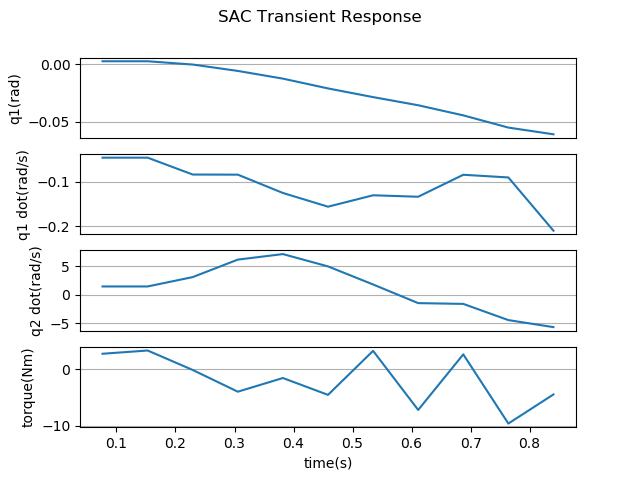 SAC Transient Response
q1(rad)
0.00
−0.05
q1 dot(rad/s)
−0.1
−0.2
q2 dot(rad/s)
5
0
−5
torque(Nm)
0
−10
0.1 0.2 0.3 0.4 0.5 0.6 0.7 0.8
time(s)